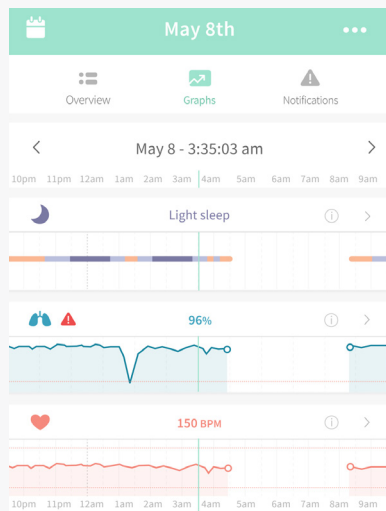 May 8th
Overview
Graphs
Notifications
May 8 - 3:35:03 am
10pm 11pm 12am 1am 2am 3am 4am 5am 6am 7am 8am 9am
Light sleep
96%
150 BPM
10pm 11pm 12am 1am 2am 3am 4am 5am 6am 7am 8am 9am